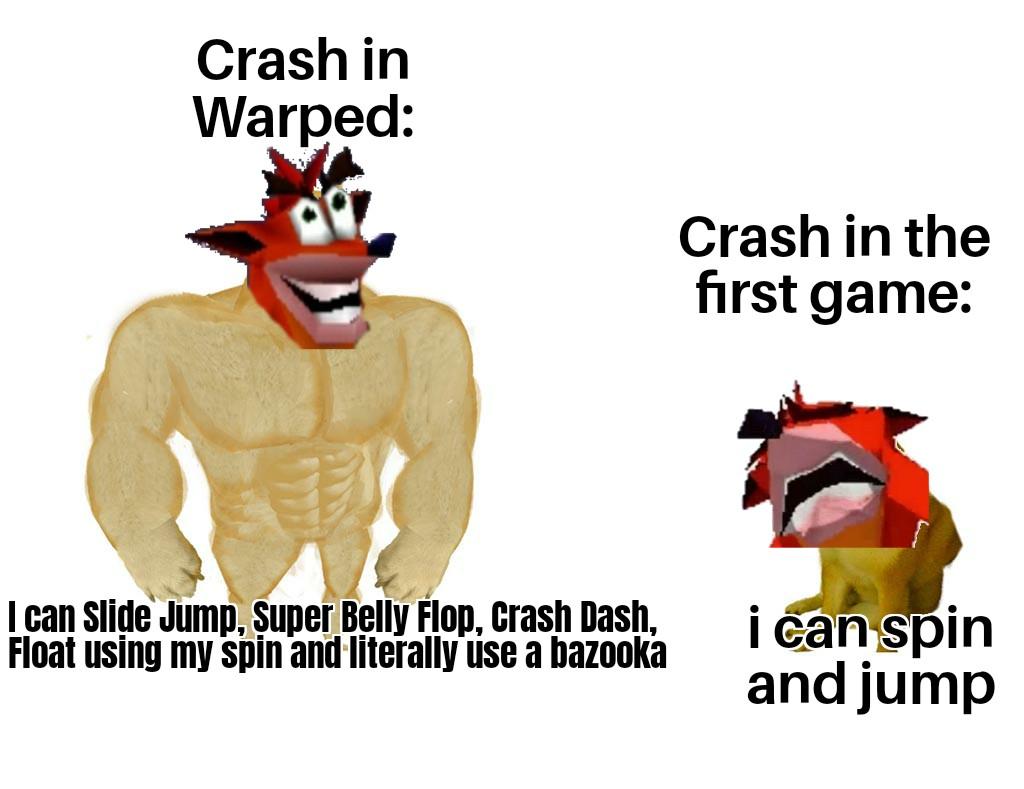 Crash in
Warped:
I can Slide Jump, Super Belly Flop, Crash Dash,
Float using my spin and literally use a bazooka
Crash in the
first game:
i can spin
and jump